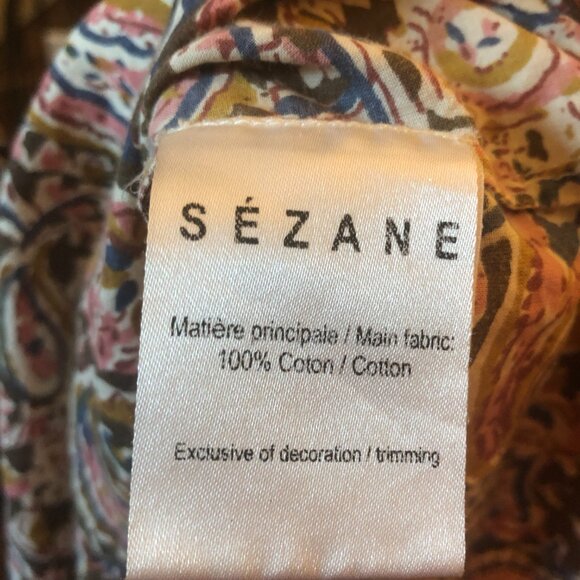 SÉZANE
Matière principale / Main fabric:
100% Coton / Cotton
Exclusive of decoration / trimming